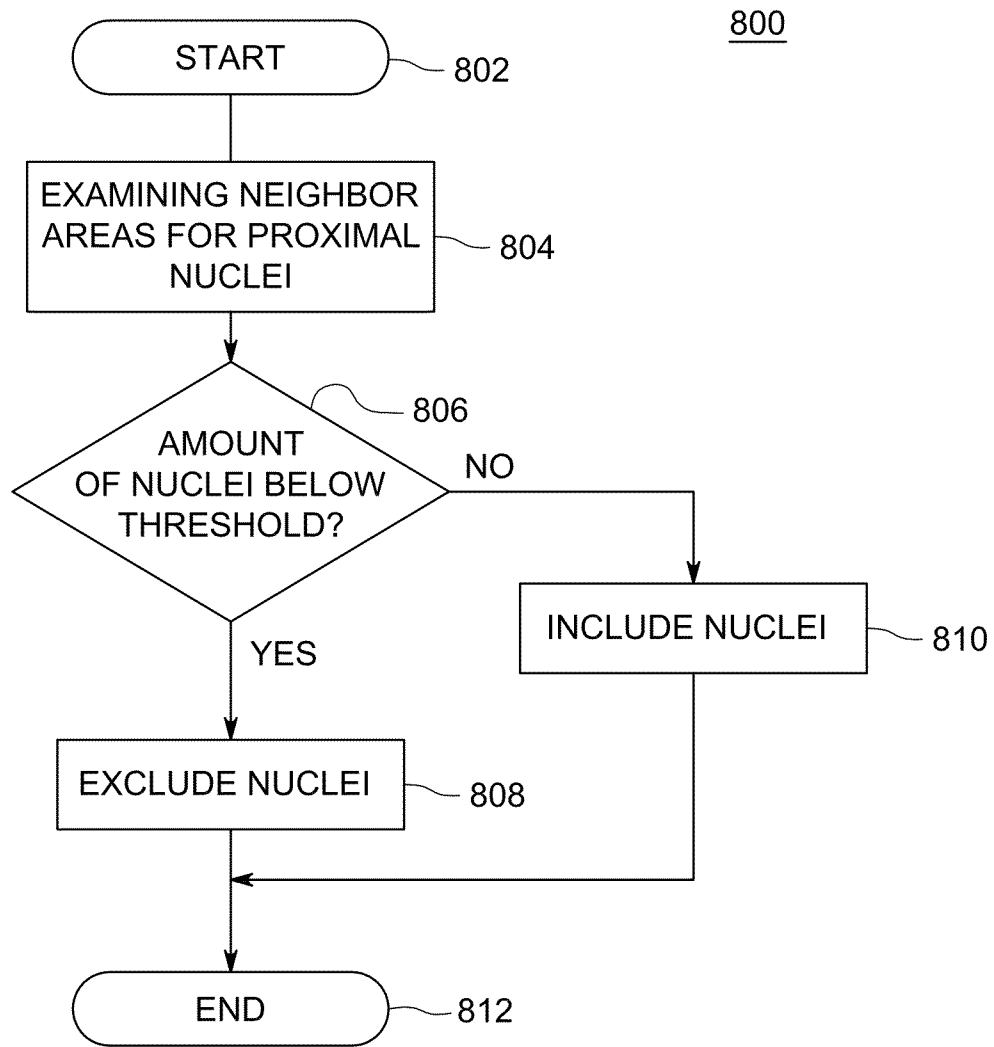 800
START
802
EXAMINING NEIGHBOR
AREAS FOR PROXIMAL
NUCLEI
804
806
AMOUNT
OF NUCLEI BELOW
THRESHOLD?
NO
YES
INCLUDE NUCLEI
810
EXCLUDE NUCLEI
808
END
812